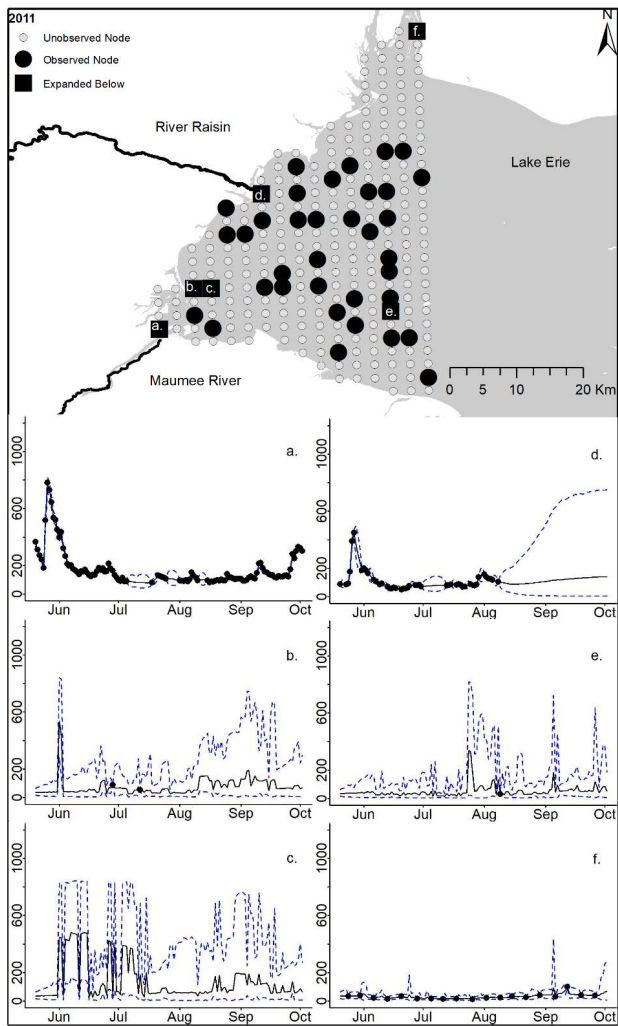 2011
Unobserved Node
Observed Node
Expanded Below
N
f.
River Raisin
Lake Erie
d.
b. c.
e.
a.
Maumee River
0 5 10 20 Km
a.
1000
600
200
0
Jun Jul Aug Sep Oct
d.
1000
600
200
0
Jun Jul Aug Sep Oct
b.
1000
600
200
0
Jun Jul Aug Sep Oct
e.
1000
600
200
0
Jun Jul Aug Sep Oct
c.
1000
600
200
0
Jun Jul Aug Sep Oct
f.
1000
600
200
0
Jun Jul Aug Sep Oct